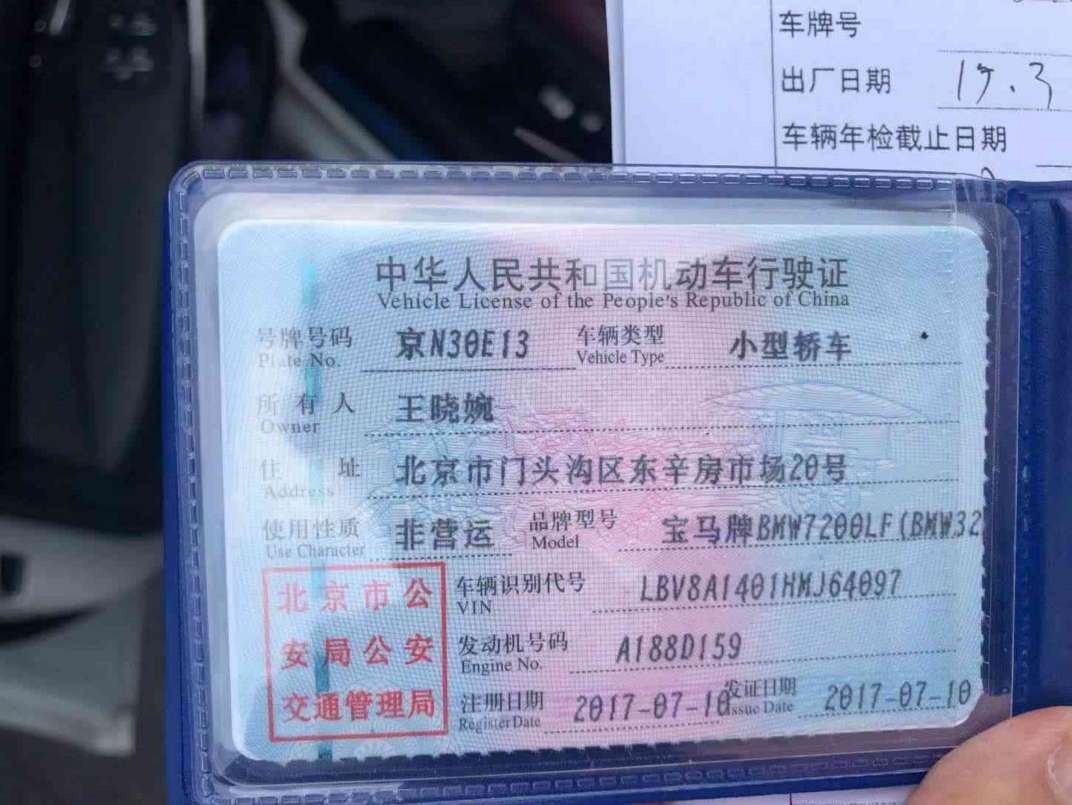 车牌号
出厂日期 17.3
车辆年检截止日期
中华人民共和国机动车行驶证
Vehicle License of the People's Republic of China
号牌号码 京N30E13 车辆类型 小型轿车
Plate No. Vehicle Type
所有人 王晓婉
Owner
住址 北京市门头沟区东辛房市场20号
Address
使用性质 非营运 品牌型号 宝马牌BMW7200LF(BMW32
Use Character Model
北京市公
安局公安
交通管理局
车辆识别代号 LBV8A1401HMJ64097
VIN
发动机号码 A188D159
Engine No.
注册日期 2017-07-10 发证日期 2017-07-10
Register Date Issue Date